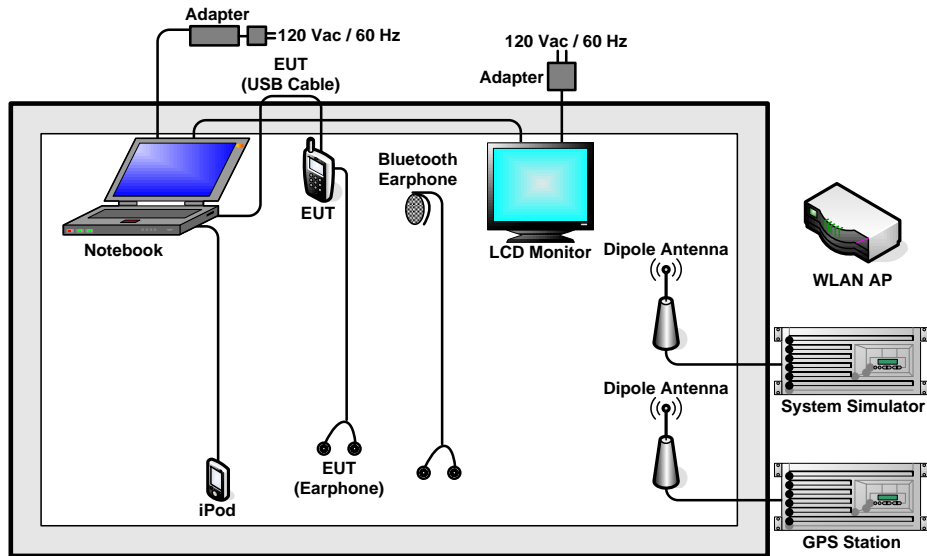 Adapter
120 Vac / 60 Hz
EUT
(USB Cable)
120 Vac / 60 Hz
Adapter
Bluetooth
Earphone
EUT
Notebook
LCD Monitor
Dipole Antenna
WLAN AP
System Simulator
Dipole Antenna
EUT
(Earphone)
iPod
GPS Station